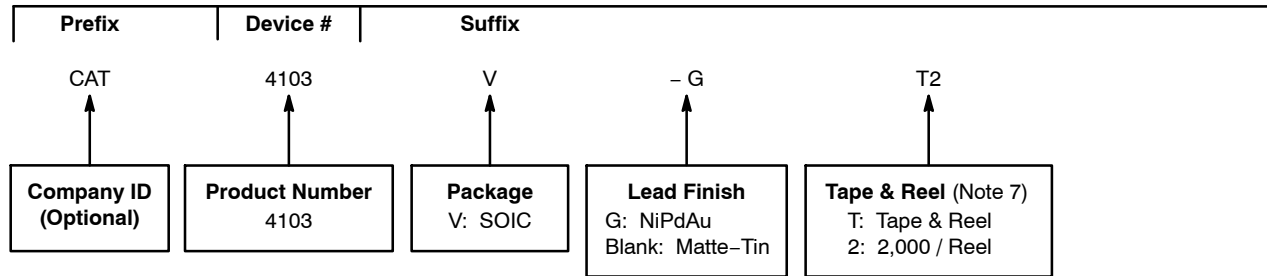 Prefix Device # Suffix
CAT 4103 V – G T2
Company ID
(Optional)
Product Number
4103
Package
V: SOIC
Lead Finish
G: NiPdAu
Blank: Matte−Tin
Tape & Reel (Note 7)
T: Tape & Reel
2: 2,000 / Reel